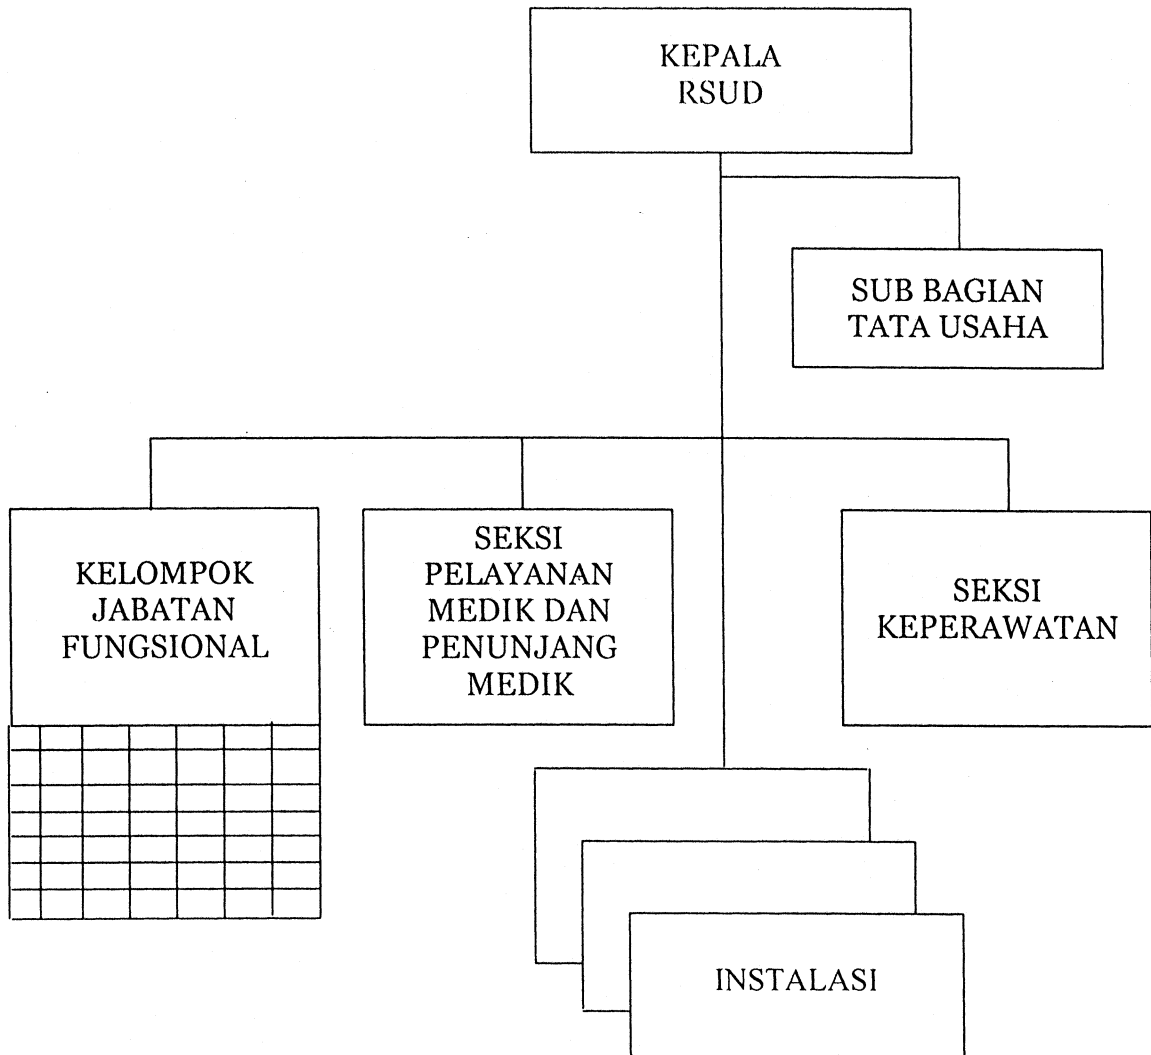 KEPALA
RSUD
SUB BAGIAN
TATA USAHA
KELOMPOK
JABATAN
FUNGSIONAL
SEKSI
PELAYANAN
MEDIK DAN
PENUNJANG
MEDIK
SEKSI
KEPERAWATAN
INSTALASI